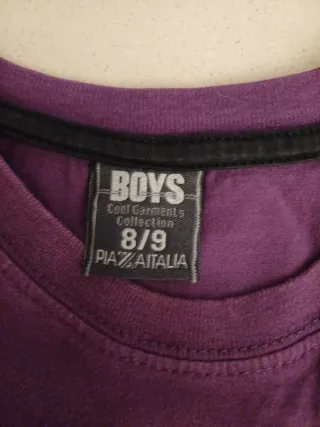 BOYS
Cool Garments
Collection
8/9
PIAZZAITALIA